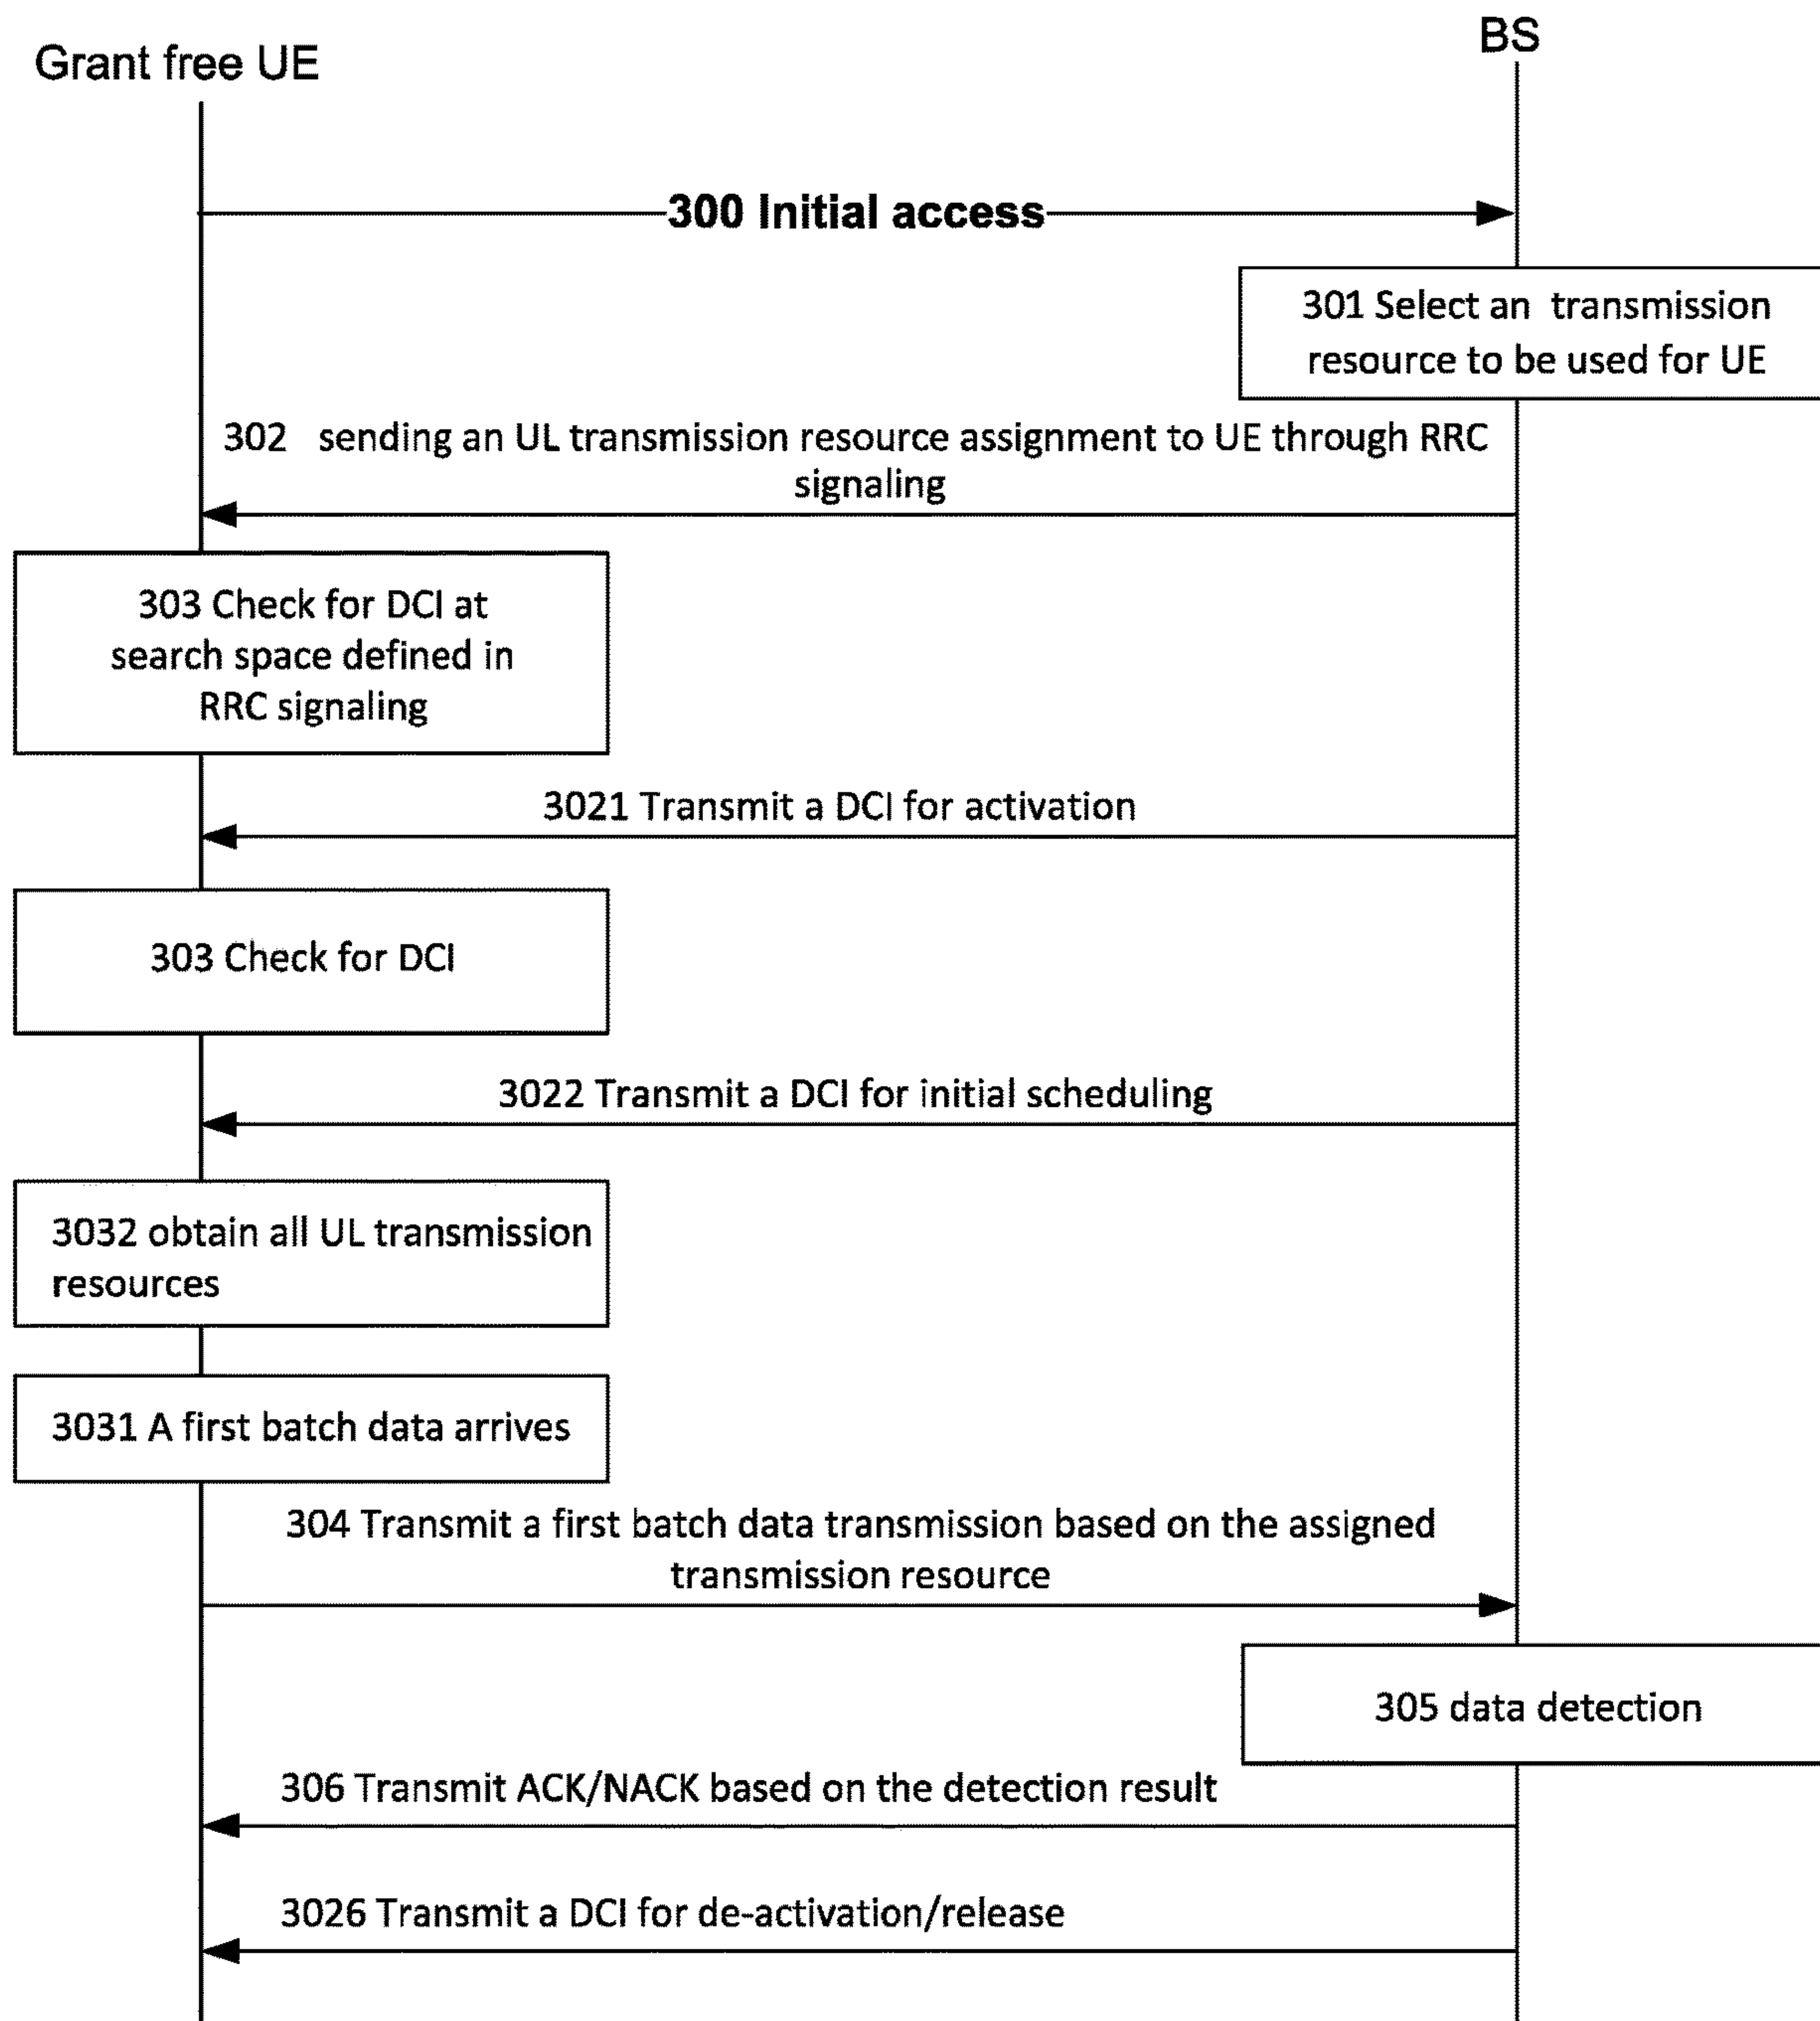 Grant free UE
BS
300 Initial access
301 Select an transmission
resource to be used for UE
302 sending an UL transmission resource assignment to UE through RRC
signaling
303 Check for DCI at
search space defined in
RRC signaling
3021 Transmit a DCI for activation
303 Check for DCI
3022 Transmit a DCI for initial scheduling
3032 obtain all UL transmission
resources
3031 A first batch data arrives
304 Transmit a first batch data transmission based on the assigned
transmission resource
305 data detection
306 Transmit ACK/NACK based on the detection result
3026 Transmit a DCI for de-activation/release